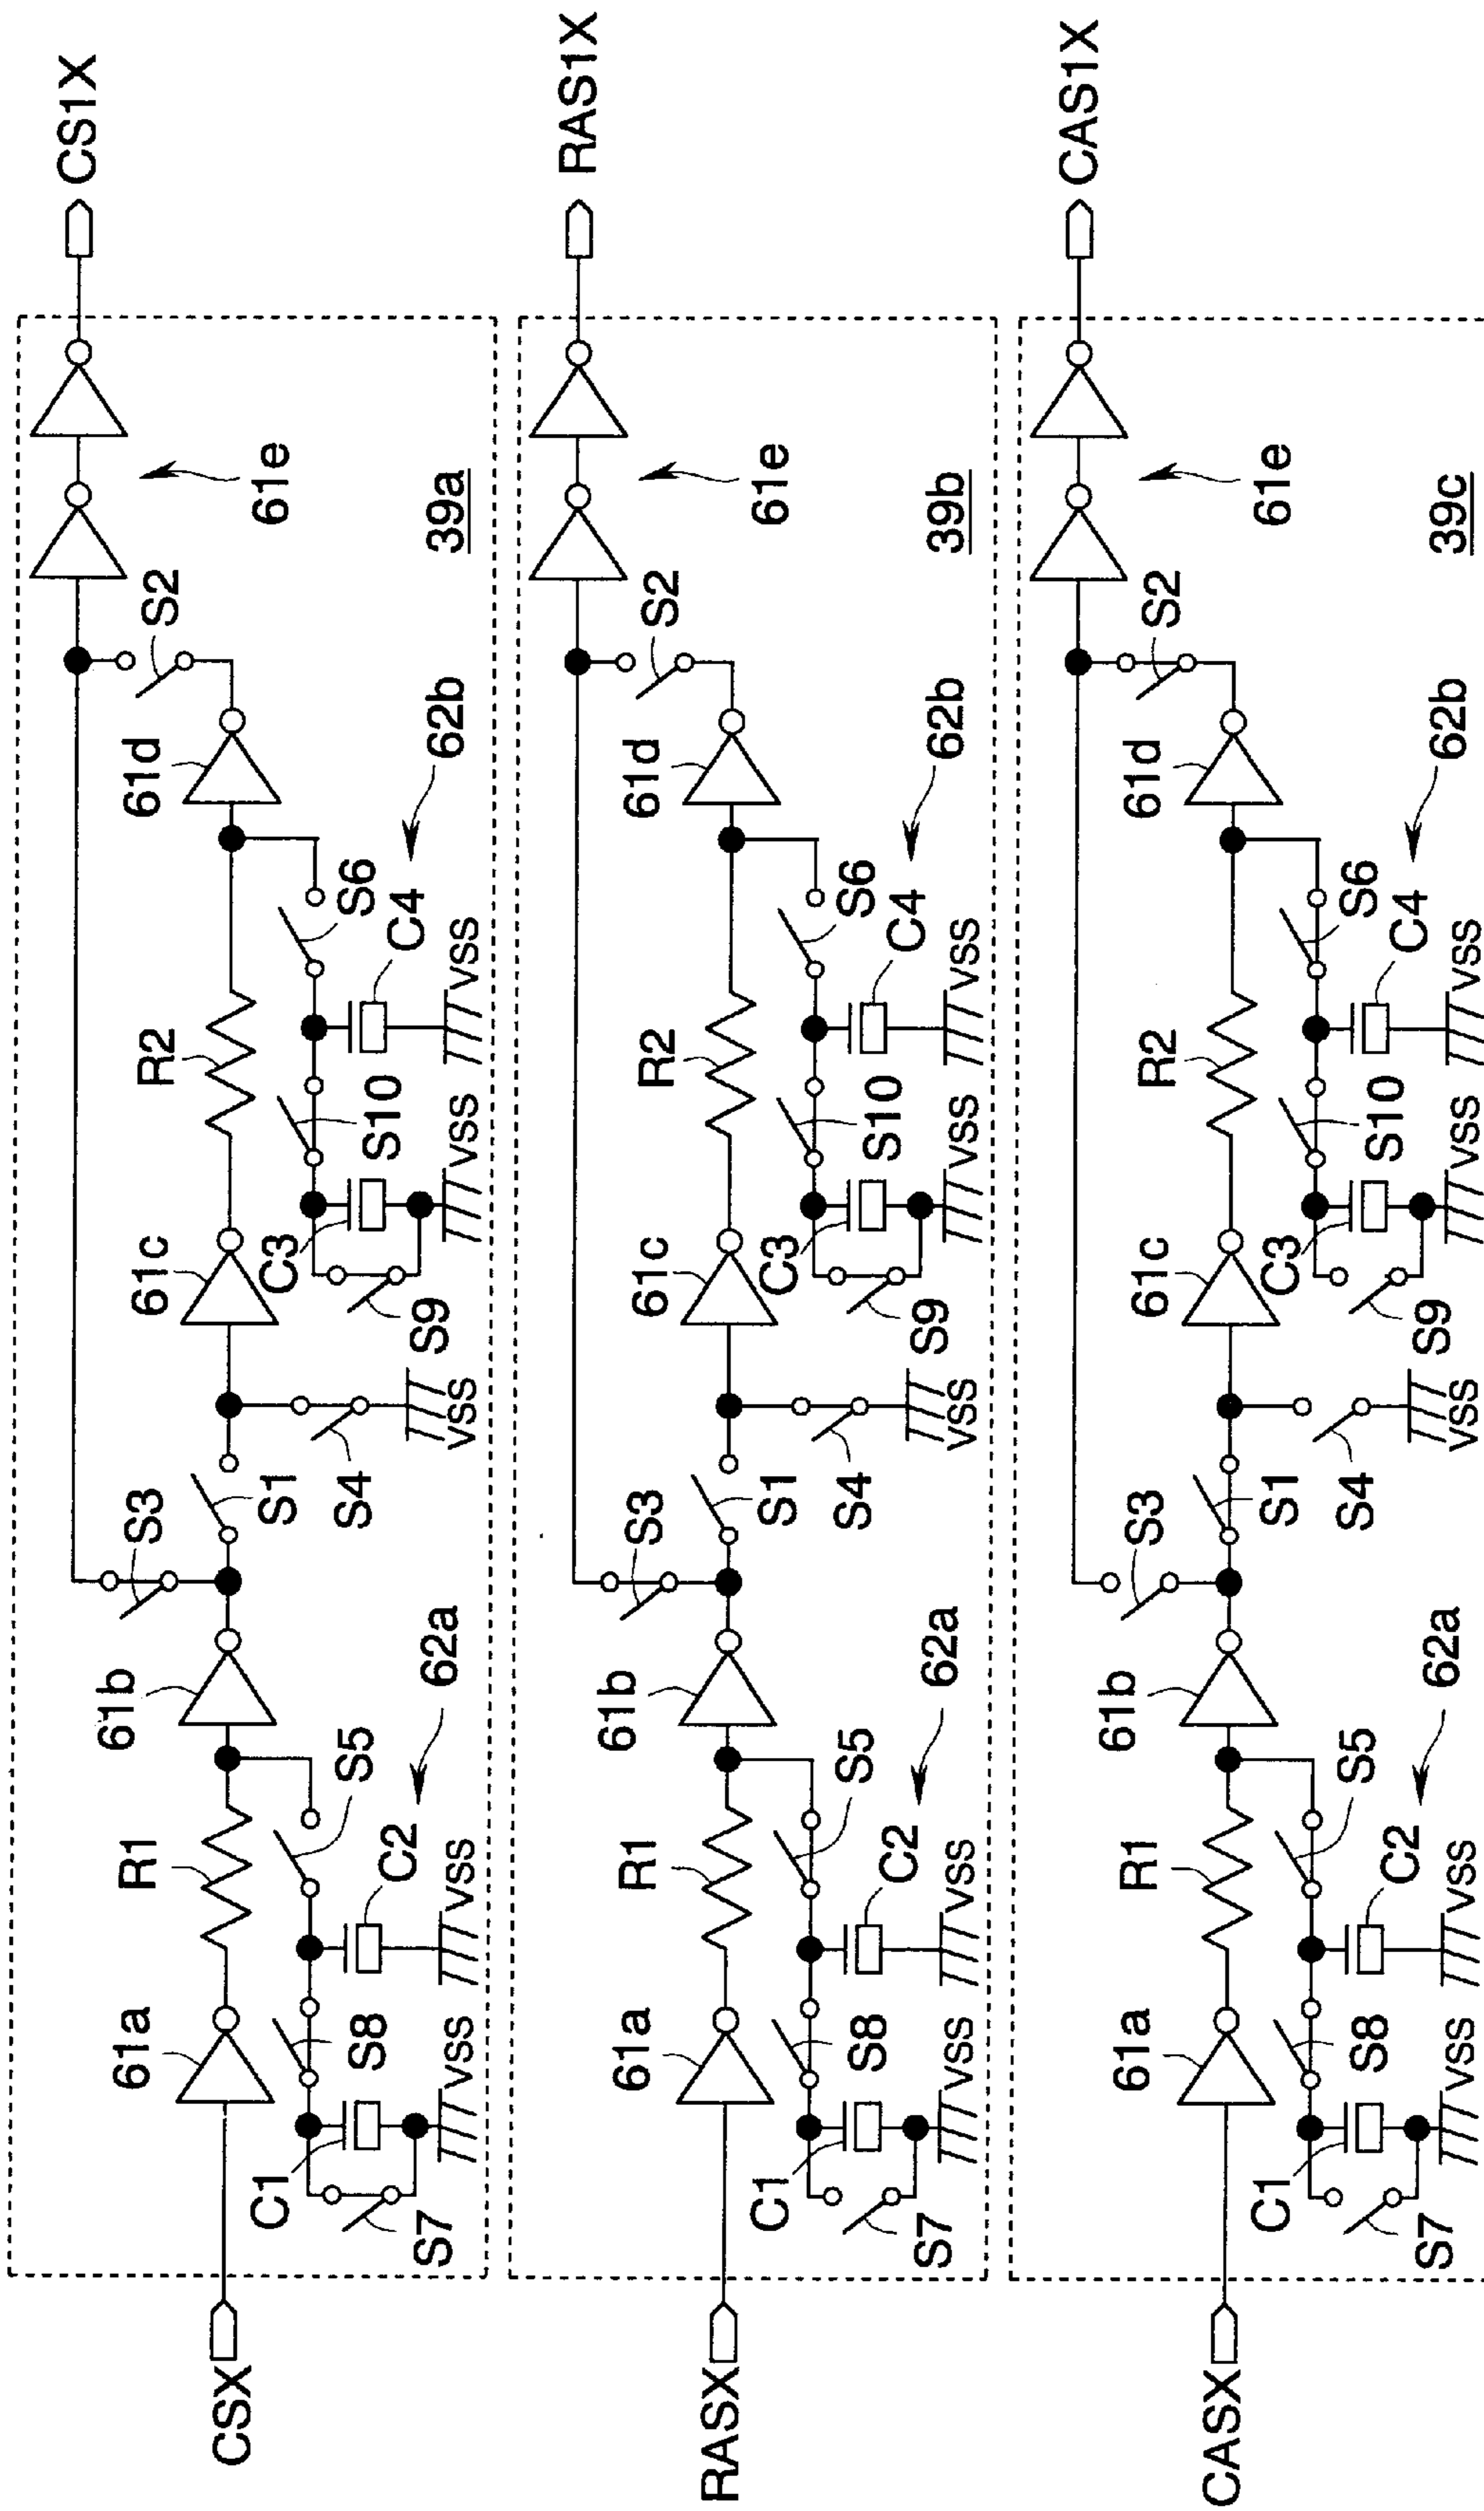 CSX
61a
R1
61b
S3
S1
S4
VSS
61c
R2
61d
S2
61e
CS1X
C1
S7
S8
VSS
C2
VSS
S5
62a
C3
S9
S10
VSS
C4
VSS
S6
62b
39a
RASX
61a
R1
61b
S3
S1
S4
VSS
61c
R2
61d
S2
61e
RAS1X
C1
S7
S8
VSS
C2
VSS
S5
62a
C3
S9
S10
VSS
C4
VSS
S6
62b
39b
CASX
61a
R1
61b
S3
S1
S4
VSS
61c
R2
61d
S2
61e
CAS1X
C1
S7
S8
VSS
C2
VSS
S5
62a
C3
S9
S10
VSS
C4
VSS
S6
62b
39c